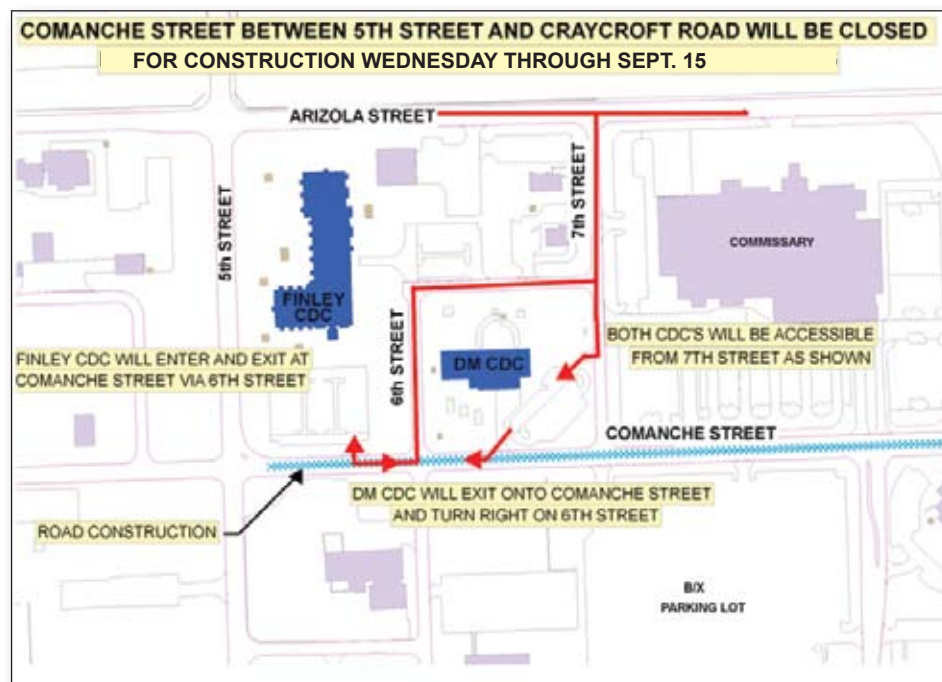 COMANCHE STREET BETWEEN 5TH STREET AND CRAYCROFT ROAD WILL BE CLOSED
FOR CONSTRUCTION WEDNESDAY THROUGH SEPT. 15
ARIZOLA STREET
5th STREET
7th STREET
COMMISSARY
FINLEY
CDC
6th STREET
DM CDC
BOTH CDC'S WILL BE ACCESSIBLE
FROM 7TH STREET AS SHOWN
FINLEY CDC WILL ENTER AND EXIT AT
COMANCHE STREET VIA 6TH STREET
COMANCHE STREET
DM CDC WILL EXIT ONTO COMANCHE STREET
AND TURN RIGHT ON 6TH STREET
ROAD CONSTRUCTION
B/X
PARKING LOT